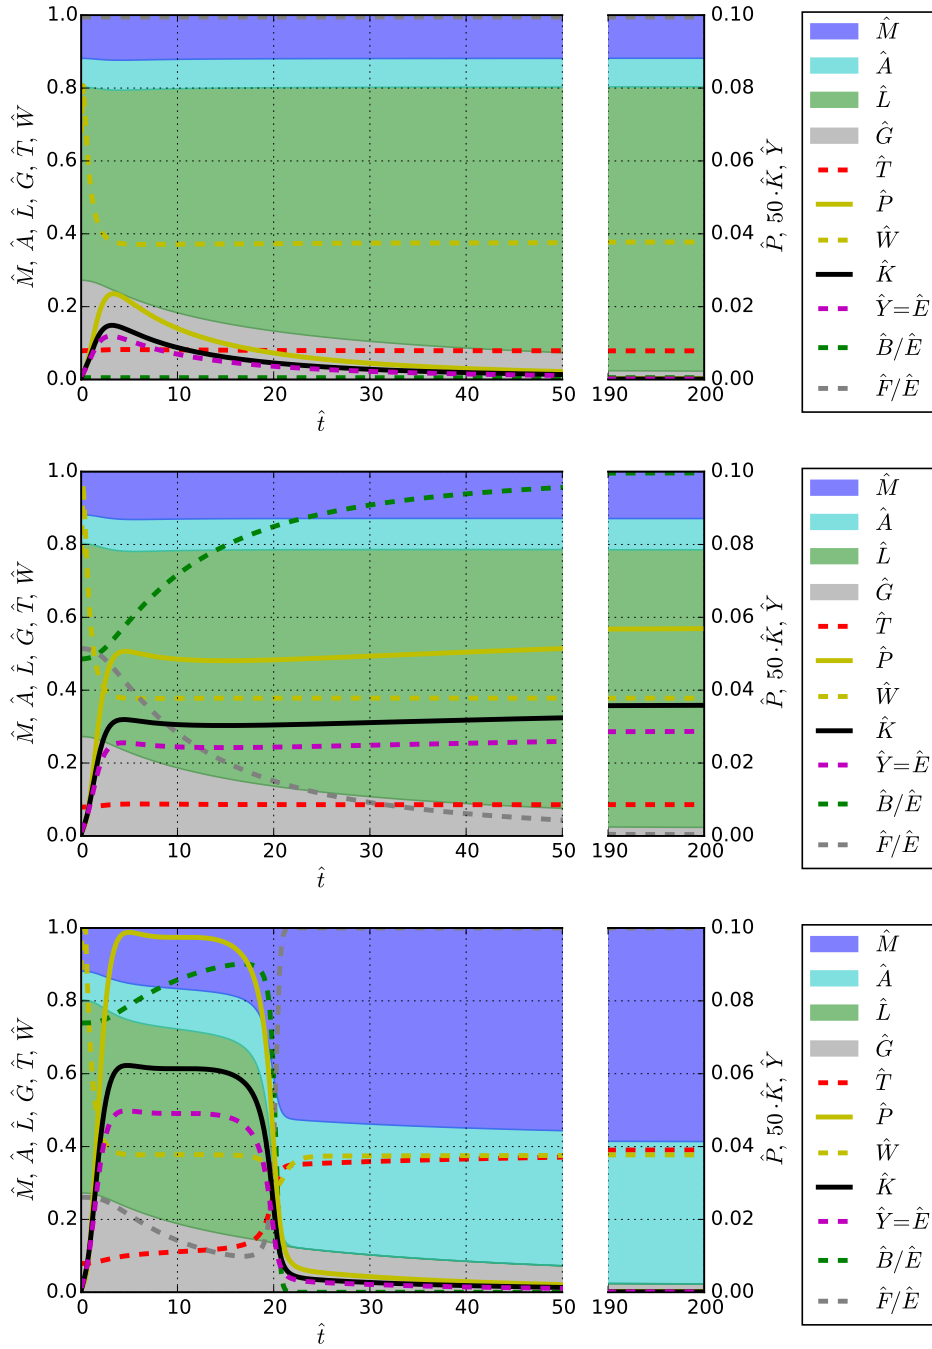 1.0 0.8 0.6 0.4 0.2 0.0
M̂, Â, L̂, Ĝ, T̂, Ŵ
0 10 20 30 40 50 190 200
t̂
0.10 0.08 0.06 0.04 0.02 0.00
P̂, 50·K̂, Ŷ
M̂
Â
L̂
Ĝ
T̂
P̂
Ŵ
K̂
Ŷ=Ê
B̂/Ê
F̂/Ê
1.0 0.8 0.6 0.4 0.2 0.0
M̂, Â, L̂, Ĝ, T̂, Ŵ
0 10 20 30 40 50 190 200
t̂
0.10 0.08 0.06 0.04 0.02 0.00
P̂, 50·K̂, Ŷ
M̂
Â
L̂
Ĝ
T̂
P̂
Ŵ
K̂
Ŷ=Ê
B̂/Ê
F̂/Ê
1.0 0.8 0.6 0.4 0.2 0.0
M̂, Â, L̂, Ĝ, T̂, Ŵ
0 10 20 30 40 50 190 200
t̂
0.10 0.08 0.06 0.04 0.02 0.00
P̂, 50·K̂, Ŷ
M̂
Â
L̂
Ĝ
T̂
P̂
Ŵ
K̂
Ŷ=Ê
B̂/Ê
F̂/Ê